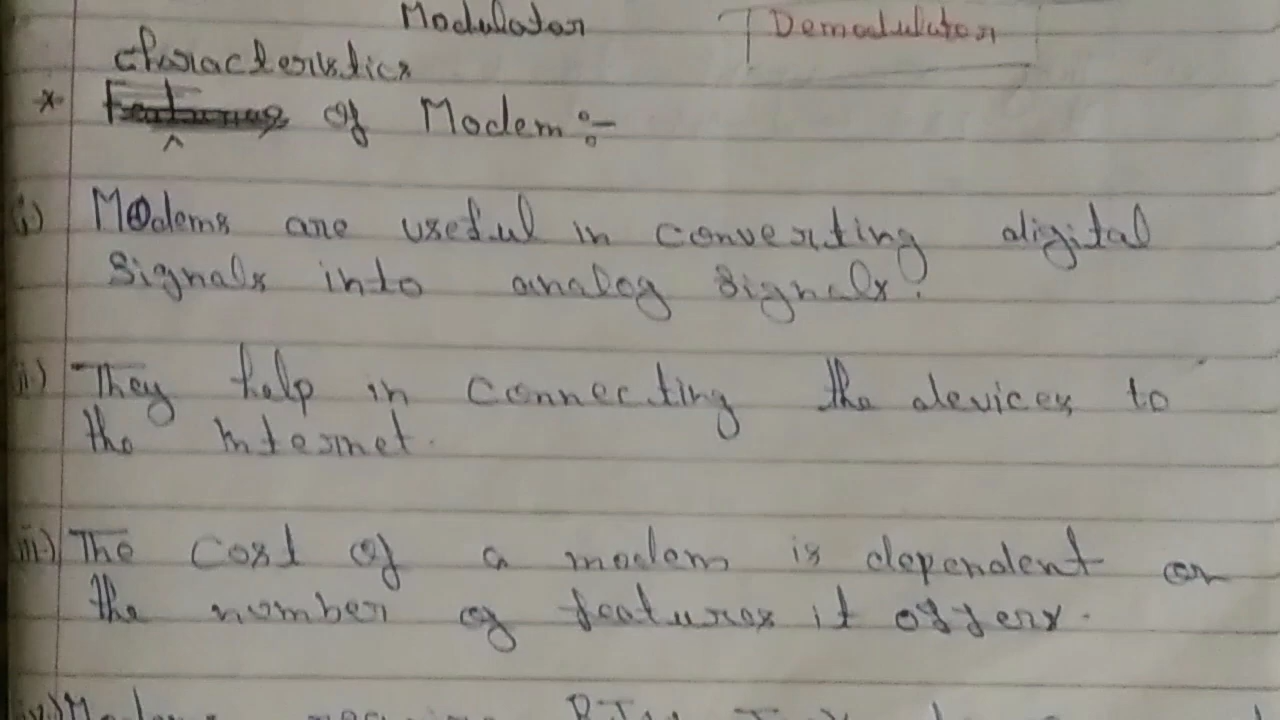 Modulator Demodulator
characteristics
* Features of Modem :-
i) Modems are useful in converting digital
signals into analog signals.
ii) They help in connecting the devices to
the internet.
iii) The cost of a modem is dependent on
the number of features it offers.
iv)